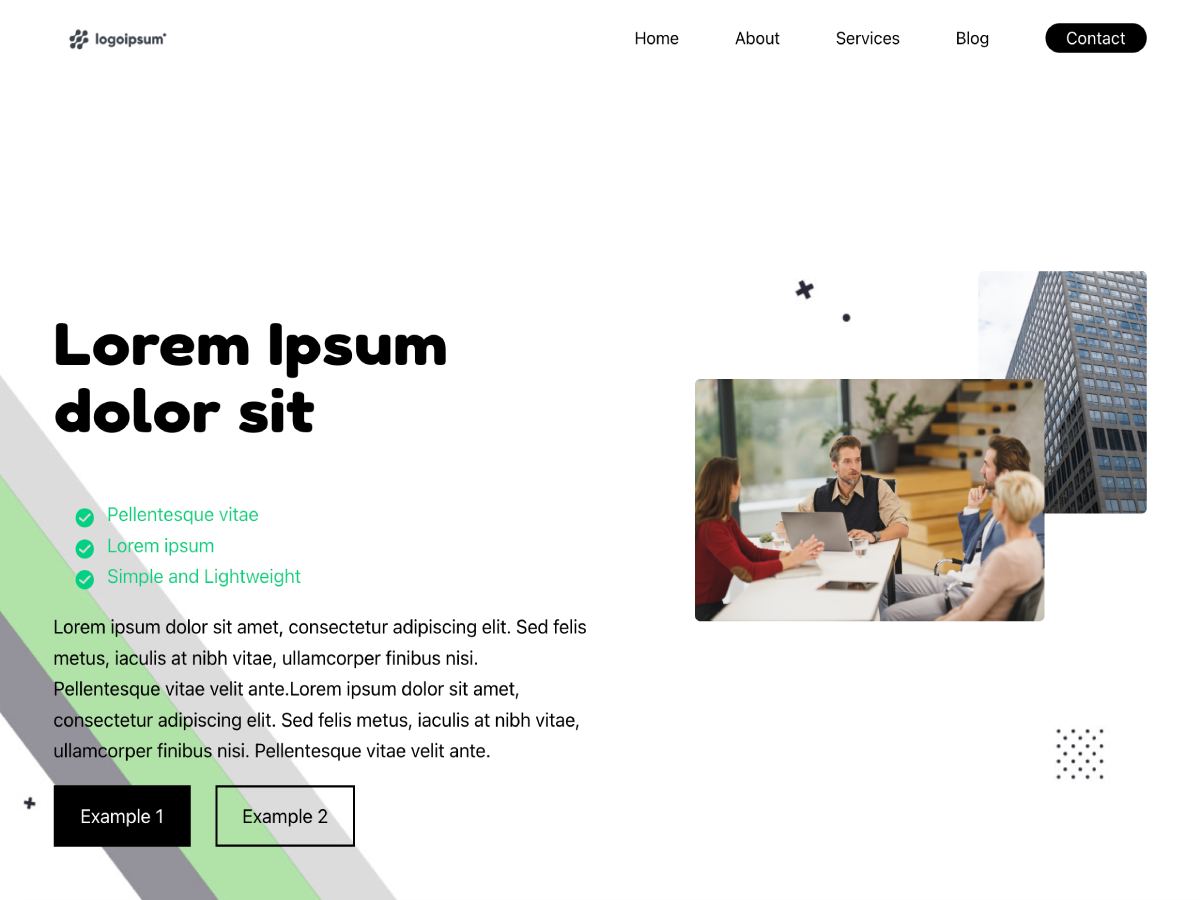 logoipsum
Home
About
Services
Blog
Contact
Lorem Ipsum
dolor sit
Pellentesque vitae
Lorem ipsum
Simple and Lightweight
Lorem ipsum dolor sit amet, consectetur adipiscing elit. Sed felis
metus, iaculis at nibh vitae, ullamcorper finibus nisi.
Pellentesque vitae velit ante.Lorem ipsum dolor sit amet,
consectetur adipiscing elit. Sed felis metus, iaculis at nibh vitae,
ullamcorper finibus nisi. Pellentesque vitae velit ante.
Example 1
Example 2